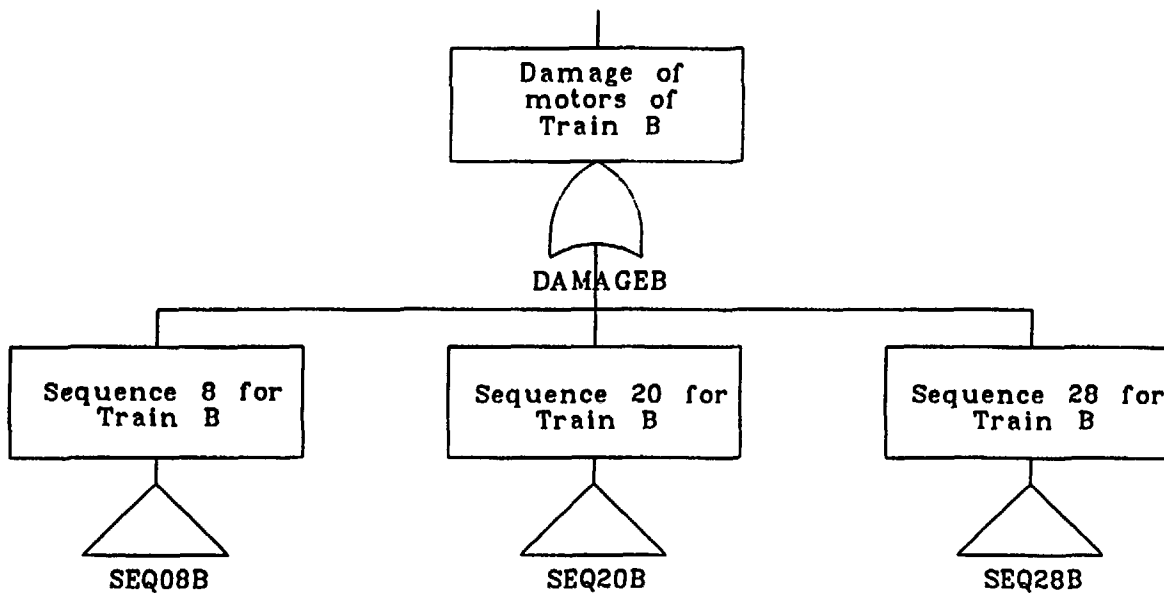 Damage of
motors of
Train B
DAMAGEB
Sequence 8 for
Train B
Sequence 20 for
Train B
Sequence 28 for
Train B
SEQ08B
SEQ20B
SEQ28B